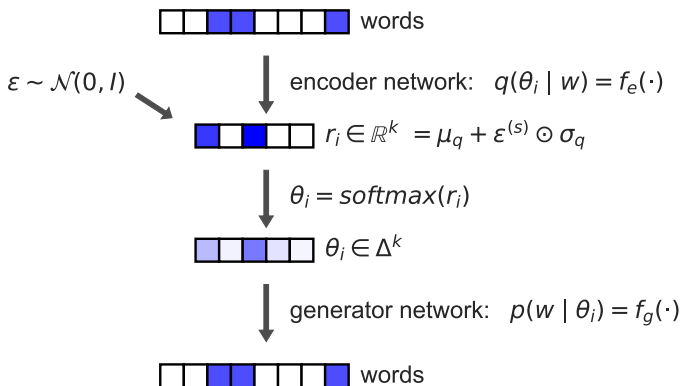 words
encoder network: q(θᵢ | w) = fₑ(·)
ε ∼ 𝒩(0, I)
rᵢ ∈ ℝᵏ = μ_q + ε⁽ˢ⁾ ⊙ σ_q
θᵢ = softmax(rᵢ)
θᵢ ∈ Δᵏ
generator network: p(w | θᵢ) = f_g(·)
words